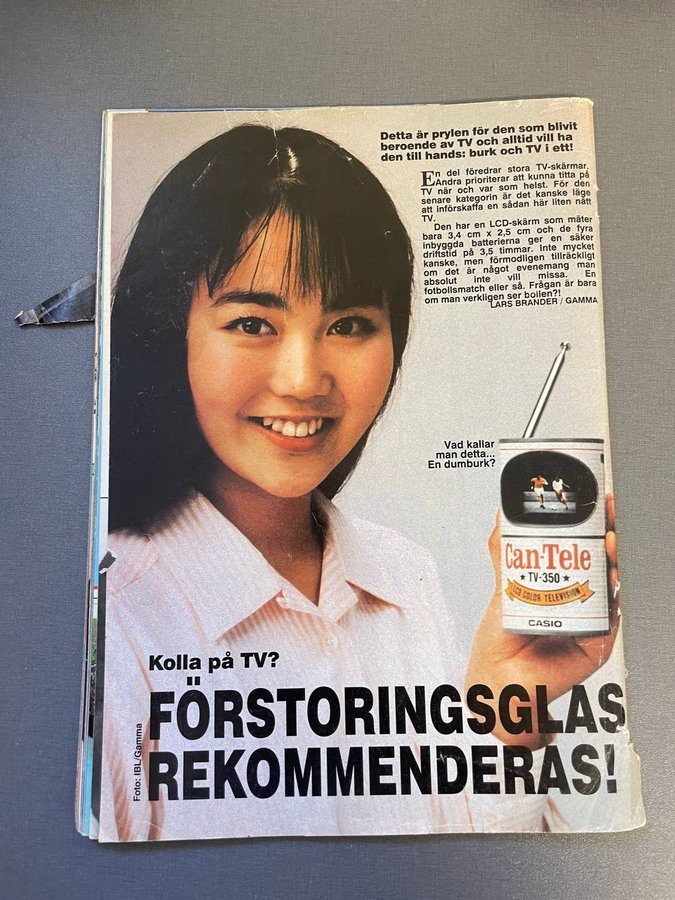 Detta är prylen för den som blivit
beroende av TV och alltid vill ha
den till hands: burk och TV i ett!
En del föredrar stora TV-skärmar.
Andra prioriterar att kunna titta på
TV när och var som helst. För den
senare kategorin är det kanske läge
att införskaffa en sådan här liten nätt
TV.
Den har en LCD-skärm som mäter
bara 3,4 cm x 2,5 cm och de fyra
inbyggda batterierna ger en säker
driftstid på 3,5 timmar. Inte mycket
kanske, men förmodligen tillräckligt
om det är något evenemang man
absolut inte vill missa. En
fotbollsmatch eller så. Frågan är bara
om man verkligen ser bollen?!
LARS BRANDER / GAMMA
Vad kallar
man detta...
En dumburk?
Can-Tele
★ TV-350 ★
LCD COLOR TELEVISION
CASIO
Kolla på TV?
FÖRSTORINGSGLAS
REKOMMENDERAS!
Foto: IBL/Gamma